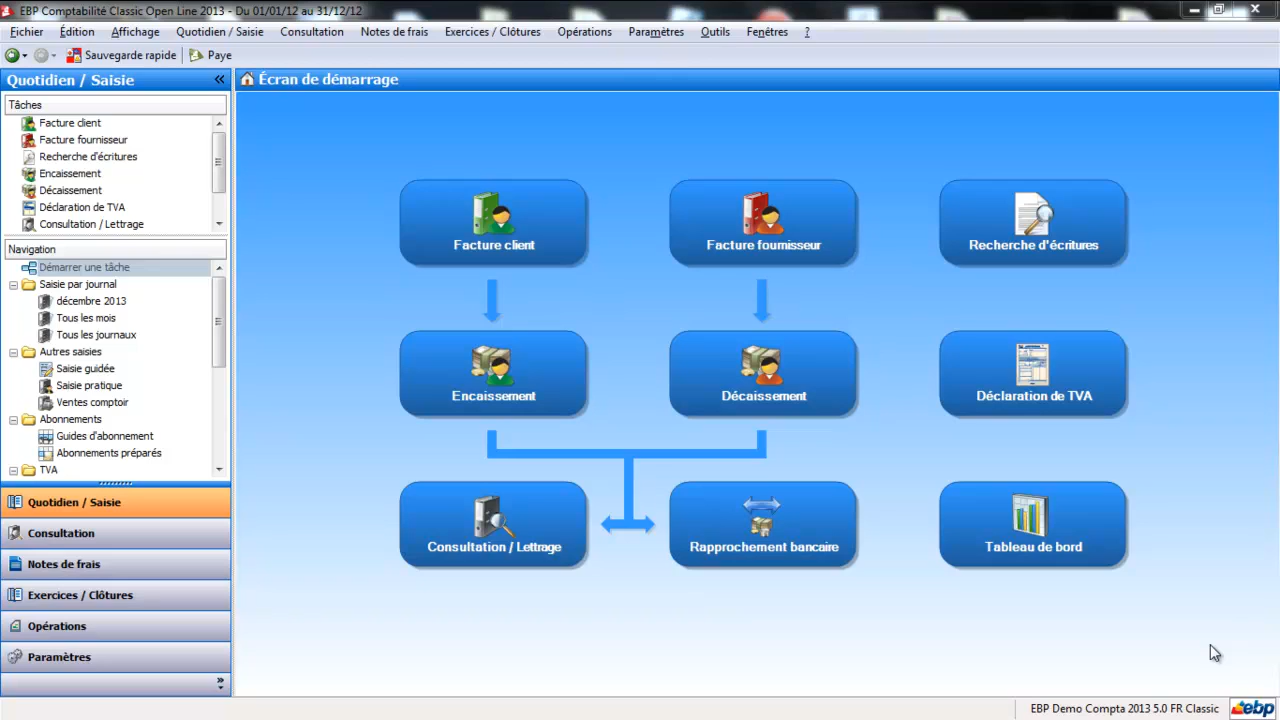 EBP Comptabilité Classic Open Line 2013 - Du 01/01/12 au 31/12/12
Fichier Édition Affichage Quotidien / Saisie Consultation Notes de frais Exercices / Clôtures Opérations Paramètres Outils Fenêtres ?
Sauvegarde rapide Paye
Quotidien / Saisie
Écran de démarrage
Tâches
Facture client
Facture fournisseur
Recherche d'écritures
Encaissement
Décaissement
Déclaration de TVA
Consultation / Lettrage
Navigation
Démarrer une tâche
Saisie par journal
décembre 2013
Tous les mois
Tous les journaux
Autres saisies
Saisie guidée
Saisie pratique
Ventes comptoir
Abonnements
Guides d'abonnement
Abonnements préparés
TVA
Quotidien / Saisie
Consultation
Notes de frais
Exercices / Clôtures
Opérations
Paramètres
Facture client
Facture fournisseur
Recherche d'écritures
Encaissement
Décaissement
Déclaration de TVA
Consultation / Lettrage
Rapprochement bancaire
Tableau de bord
EBP Demo Compta 2013 5.0 FR Classic
ebp